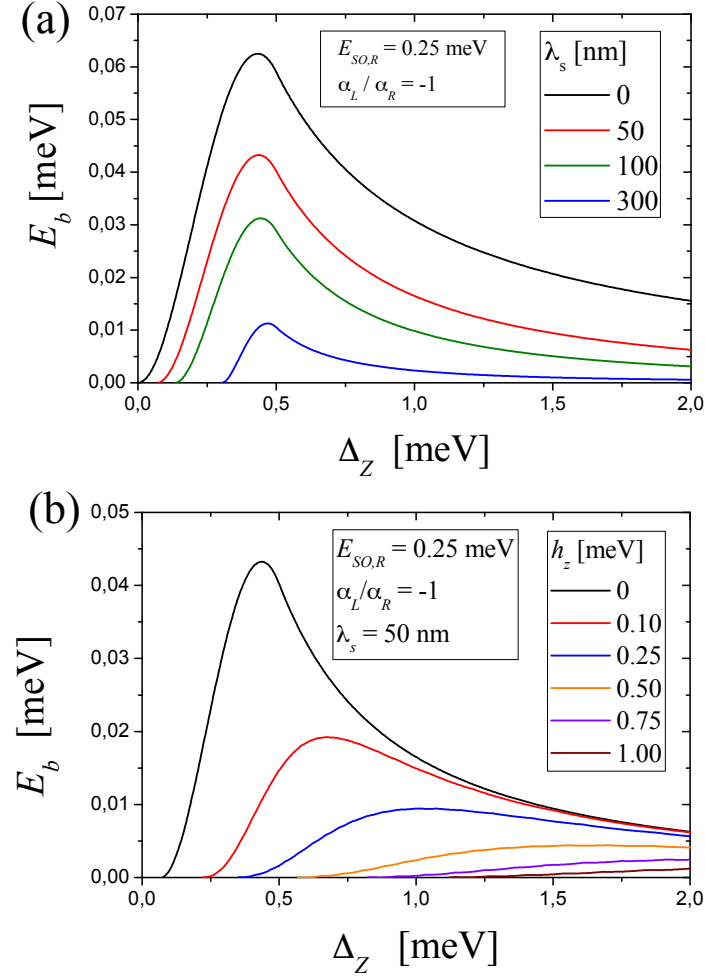 (a)
0,07
0,06
0,05
0,04
0,03
0,02
0,01
0,00
E_b [meV]
E_{SO,R} = 0.25 meV
α_L / α_R = -1
λ_s [nm]
0
50
100
300
0,0 0,5 1,0 1,5 2,0
Δ_Z [meV]
(b)
0,05
0,04
0,03
0,02
0,01
0,00
E_b [meV]
E_{SO,R} = 0.25 meV
α_L/α_R = -1
λ_s = 50 nm
h_z [meV]
0
0.10
0.25
0.50
0.75
1.00
0,0 0,5 1,0 1,5 2,0
Δ_Z [meV]